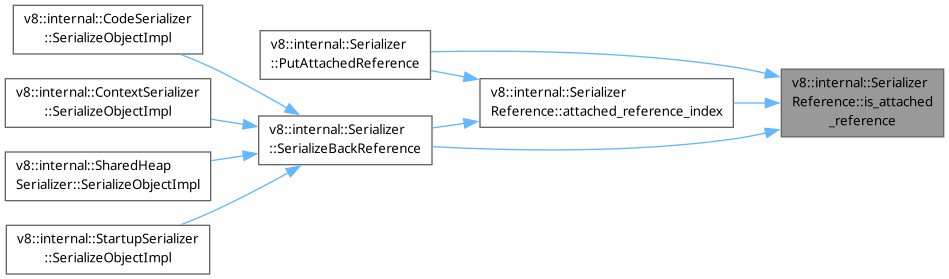 v8::internal::CodeSerializer
::SerializeObjectImpl
v8::internal::ContextSerializer
::SerializeObjectImpl
v8::internal::SharedHeap
Serializer::SerializeObjectImpl
v8::internal::StartupSerializer
::SerializeObjectImpl
v8::internal::Serializer
::PutAttachedReference
v8::internal::Serializer
::SerializeBackReference
v8::internal::Serializer
Reference::attached_reference_index
v8::internal::Serializer
Reference::is_attached
_reference